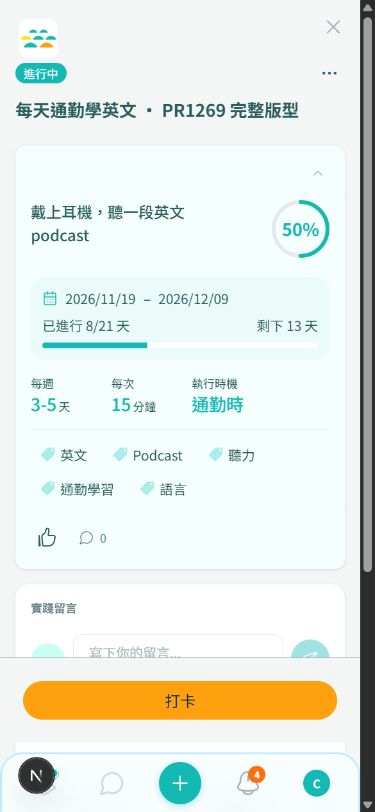 進行中
每天通勤學英文 · PR1269 完整版型
戴上耳機，聽一段英文
podcast
50%
2026/11/19 – 2026/12/09
已進行 8/21 天
剩下 13 天
每週
每次
執行時機
3-5 天
15 分鐘
通勤時
英文
Podcast
聽力
通勤學習
語言
0
實踐留言
寫下你的留言...
打卡
N
4
C